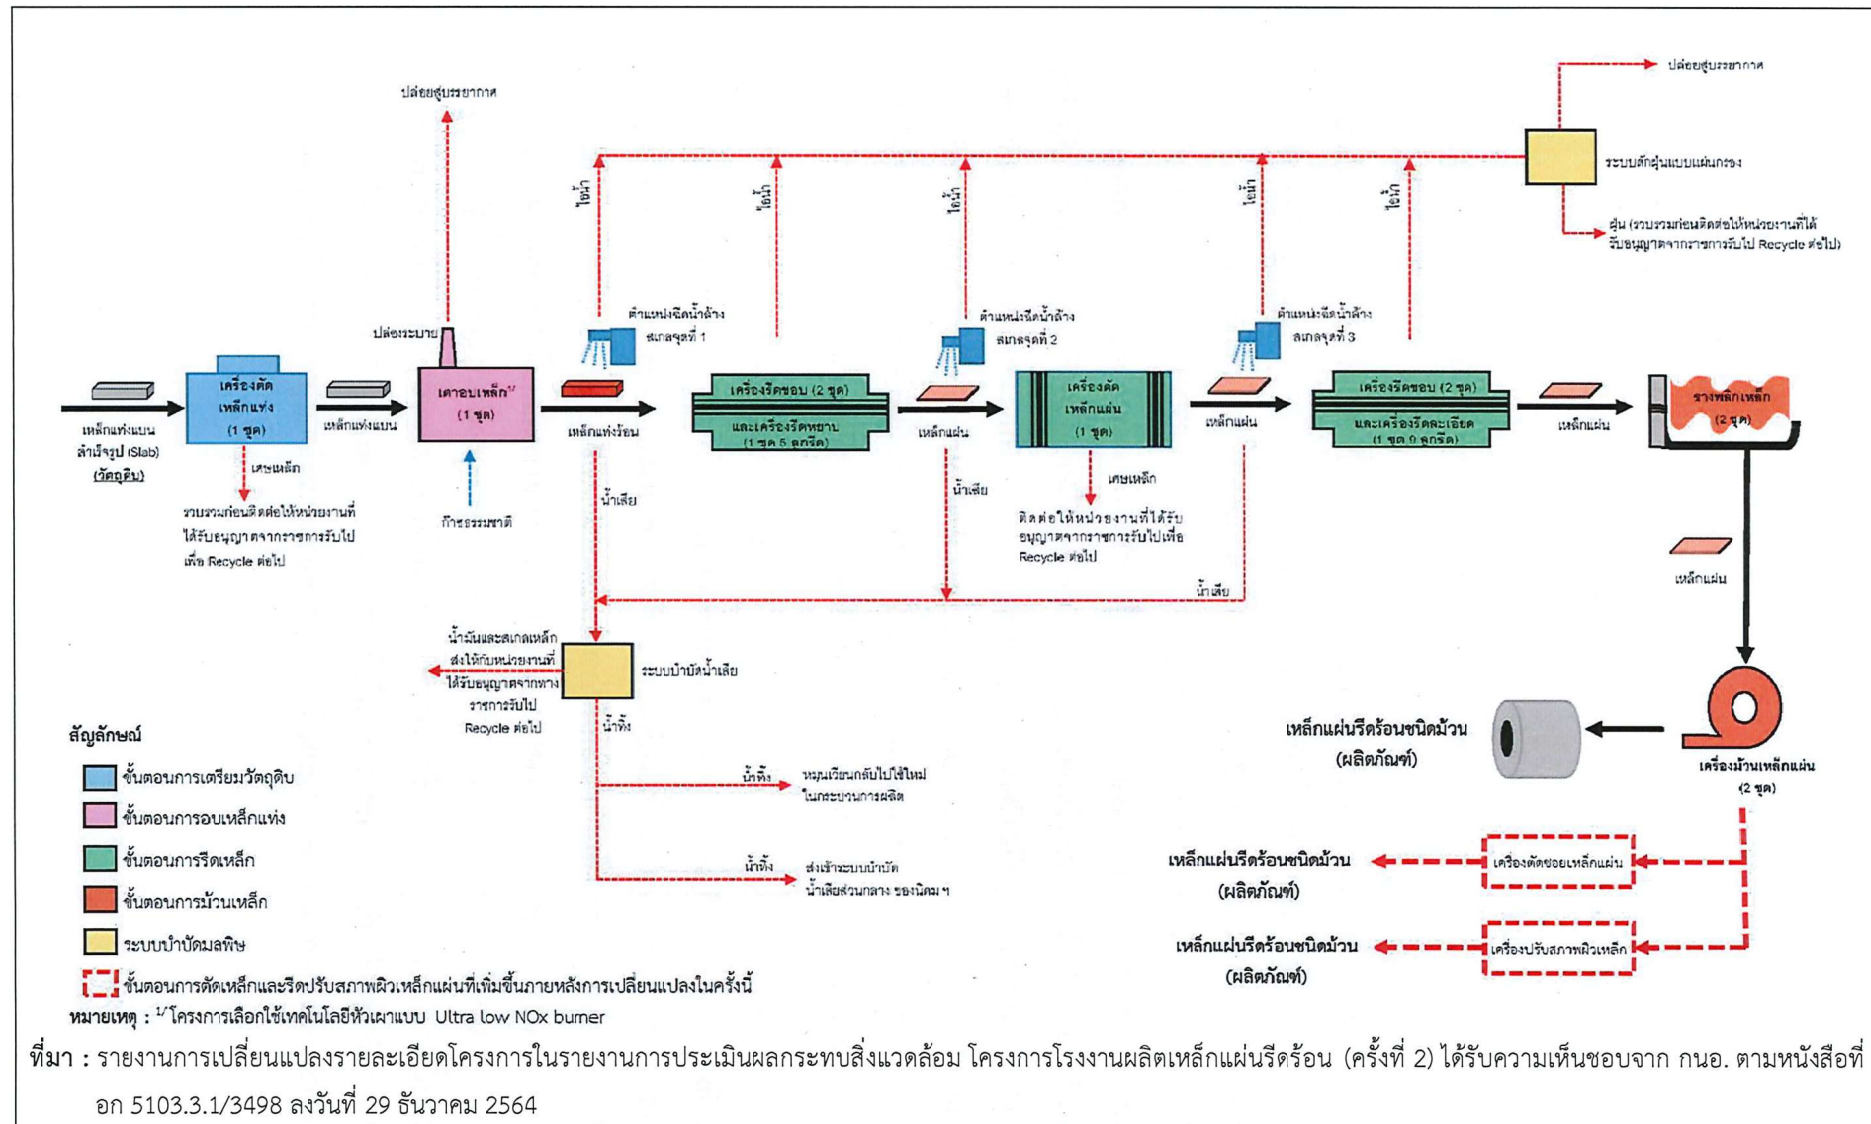 ปล่อยสู่บรรยากาศ
ปล่อยสู่บรรยากาศ
ระบบดักฝุ่นแบบแผ่นกรอง
ฝุ่น (รวบรวมก่อนติดต่อให้หน่วยงานที่ได้
รับอนุญาตจากราชการรับไป Recycle ต่อไป)
ไอน้ำ
ไอน้ำ
ไอน้ำ
ไอน้ำ
ไอน้ำ
ปล่องระบาย
ตำแหน่งฉีดน้ำล้าง
สเกลจุดที่ 1
ตำแหน่งฉีดน้ำล้าง
สเกลจุดที่ 2
ตำแหน่งฉีดน้ำล้าง
สเกลจุดที่ 3
เหล็กแท่งแบน
สำเร็จรูป (Slab)
(วัตถุดิบ)
เครื่องตัด
เหล็กแท่ง
(1 ชุด)
เหล็กแท่งแบน
เตาอบเหล็ก1/
(1 ชุด)
เหล็กแท่งร้อน
เครื่องรีดขอบ (2 ชุด)
และเครื่องรีดหยาบ
(1 ชุด 5 ลูกรีด)
เหล็กแผ่น
เครื่องตัด
เหล็กแผ่น
(1 ชุด)
เหล็กแผ่น
เครื่องรีดขอบ (2 ชุด)
และเครื่องรีดละเอียด
(1 ชุด 9 ลูกรีด)
เหล็กแผ่น
รางพลิกเหล็ก
(2 ชุด)
เศษเหล็ก
รวบรวมก่อนติดต่อให้หน่วยงานที่
ได้รับอนุญาตจากราชการรับไป
เพื่อ Recycle ต่อไป
ก๊าซธรรมชาติ
น้ำเสีย
น้ำเสีย
เศษเหล็ก
ติดต่อให้หน่วยงานที่ได้รับ
อนุญาตจากราชการรับไปเพื่อ
Recycle ต่อไป
น้ำเสีย
เหล็กแผ่น
น้ำมันและสเกลเหล็ก
ส่งให้กับหน่วยงานที่
ได้รับอนุญาตจากทาง
ราชการรับไป
Recycle ต่อไป
ระบบบำบัดน้ำเสีย
น้ำทิ้ง
น้ำทิ้ง
หมุนเวียนกลับไปใช้ใหม่
ในกระบวนการผลิต
น้ำทิ้ง
ส่งเข้าระบบบำบัด
น้ำเสียส่วนกลาง ของนิคม ฯ
เหล็กแผ่นรีดร้อนชนิดม้วน
(ผลิตภัณฑ์)
เครื่องม้วนเหล็กแผ่น
(2 ชุด)
เหล็กแผ่นรีดร้อนชนิดม้วน
(ผลิตภัณฑ์)
เครื่องตัดซอยเหล็กแผ่น
เหล็กแผ่นรีดร้อนชนิดม้วน
(ผลิตภัณฑ์)
เครื่องปรับสภาพผิวเหล็ก
สัญลักษณ์
ขั้นตอนการเตรียมวัตถุดิบ
ขั้นตอนการอบเหล็กแท่ง
ขั้นตอนการรีดเหล็ก
ขั้นตอนการม้วนเหล็ก
ระบบบำบัดมลพิษ
ขั้นตอนการตัดเหล็กและรีดปรับสภาพผิวเหล็กแผ่นที่เพิ่มขึ้นภายหลังการเปลี่ยนแปลงในครั้งนี้
หมายเหตุ : 1/ โครงการเลือกใช้เทคโนโลยีหัวเผาแบบ Ultra low NOx burner
ที่มา : รายงานการเปลี่ยนแปลงรายละเอียดโครงการในรายงานการประเมินผลกระทบสิ่งแวดล้อม โครงการโรงงานผลิตเหล็กแผ่นรีดร้อน (ครั้งที่ 2) ได้รับความเห็นชอบจาก กนอ. ตามหนังสือที่
อก 5103.3.1/3498 ลงวันที่ 29 ธันวาคม 2564